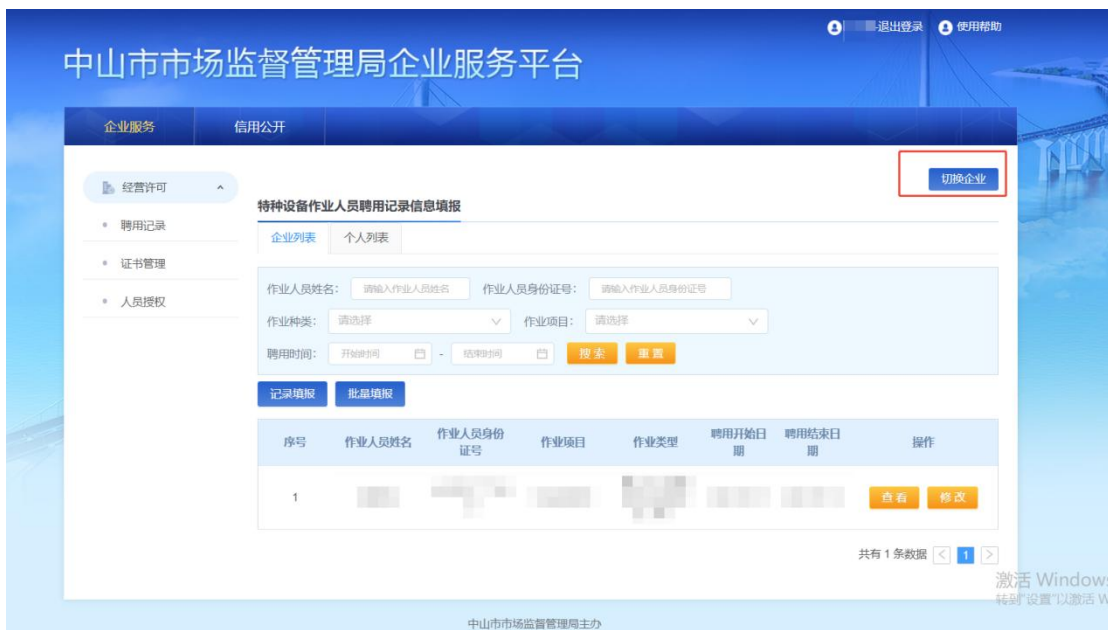 退出登录 使用帮助
中山市市场监督管理局企业服务平台
企业服务 信用公开
切换企业
经营许可
聘用记录
证书管理
人员授权
特种设备作业人员聘用记录信息填报
企业列表 个人列表
作业人员姓名： 请输入作业人员姓名 作业人员身份证号： 请输入作业人员身份证号
作业种类： 请选择 作业项目： 请选择
聘用时间： 开始时间 - 结束时间 搜索 重置
记录填报 批量填报
序号 作业人员姓名 作业人员身份证号 作业项目 作业类型 聘用开始日期 聘用结束日期 操作
1 查看 修改
共有 1 条数据 < 1 >
激活 Windows
转到"设置"以激活 W
中山市市场监督管理局主办